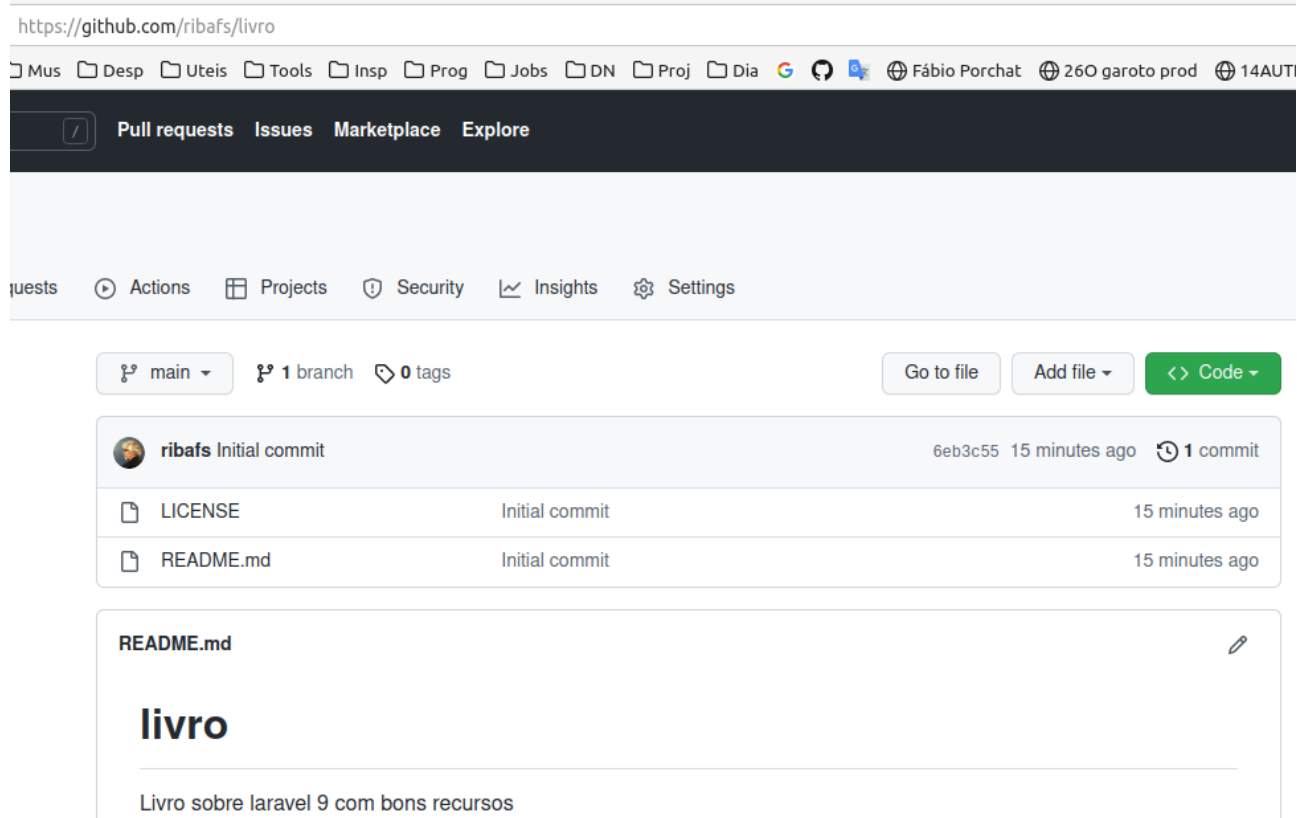 https://github.com/ribafs/livro
Mus Desp Uteis Tools Insp Prog Jobs DN Proj Dia G Fábio Porchat 26O garoto prod 14AUTI
/ Pull requests Issues Marketplace Explore
quests Actions Projects Security Insights Settings
main 1 branch 0 tags Go to file Add file <> Code
ribafs Initial commit 6eb3c55 15 minutes ago 1 commit
LICENSE Initial commit 15 minutes ago
README.md Initial commit 15 minutes ago
README.md
livro
Livro sobre laravel 9 com bons recursos